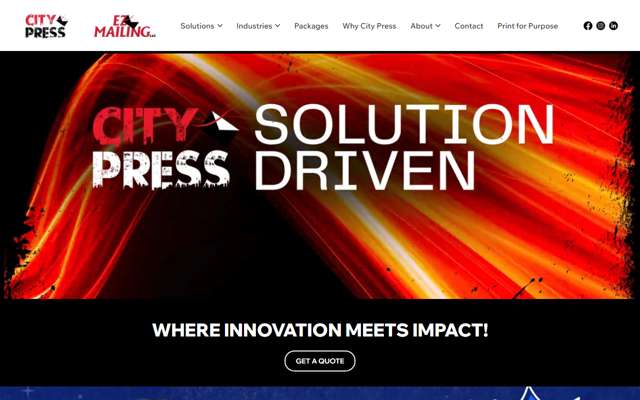 CITY
PRESS
EZ
MAILING
Solutions
Industries
Packages
Why City Press
About
Contact
Print for Purpose
CITY
PRESS
SOLUTION
DRIVEN
WHERE INNOVATION MEETS IMPACT!
GET A QUOTE